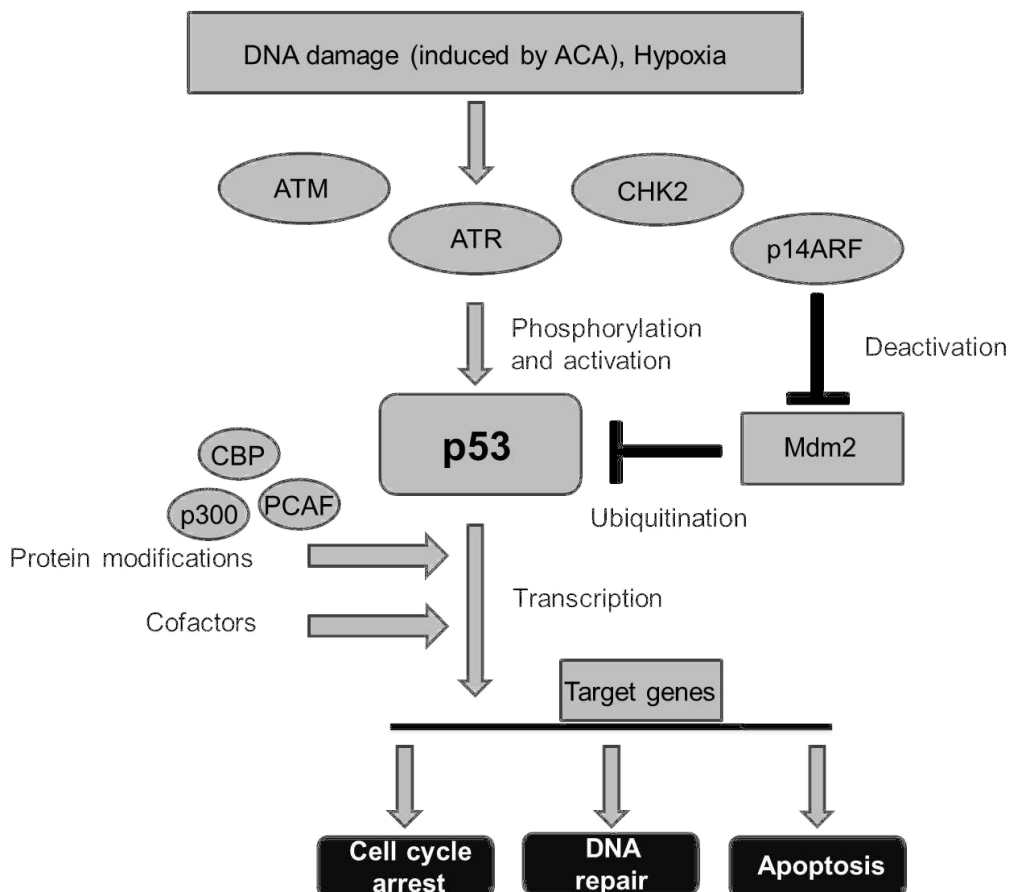 DNA damage (induced by ACA), Hypoxia
ATM
CHK2
ATR
p14ARF
Phosphorylation
and activation
Deactivation
p53
Mdm2
CBP
PCAF
p300
Ubiquitination
Protein modifications
Transcription
Cofactors
Target genes
Cell cycle
arrest
DNA
repair
Apoptosis